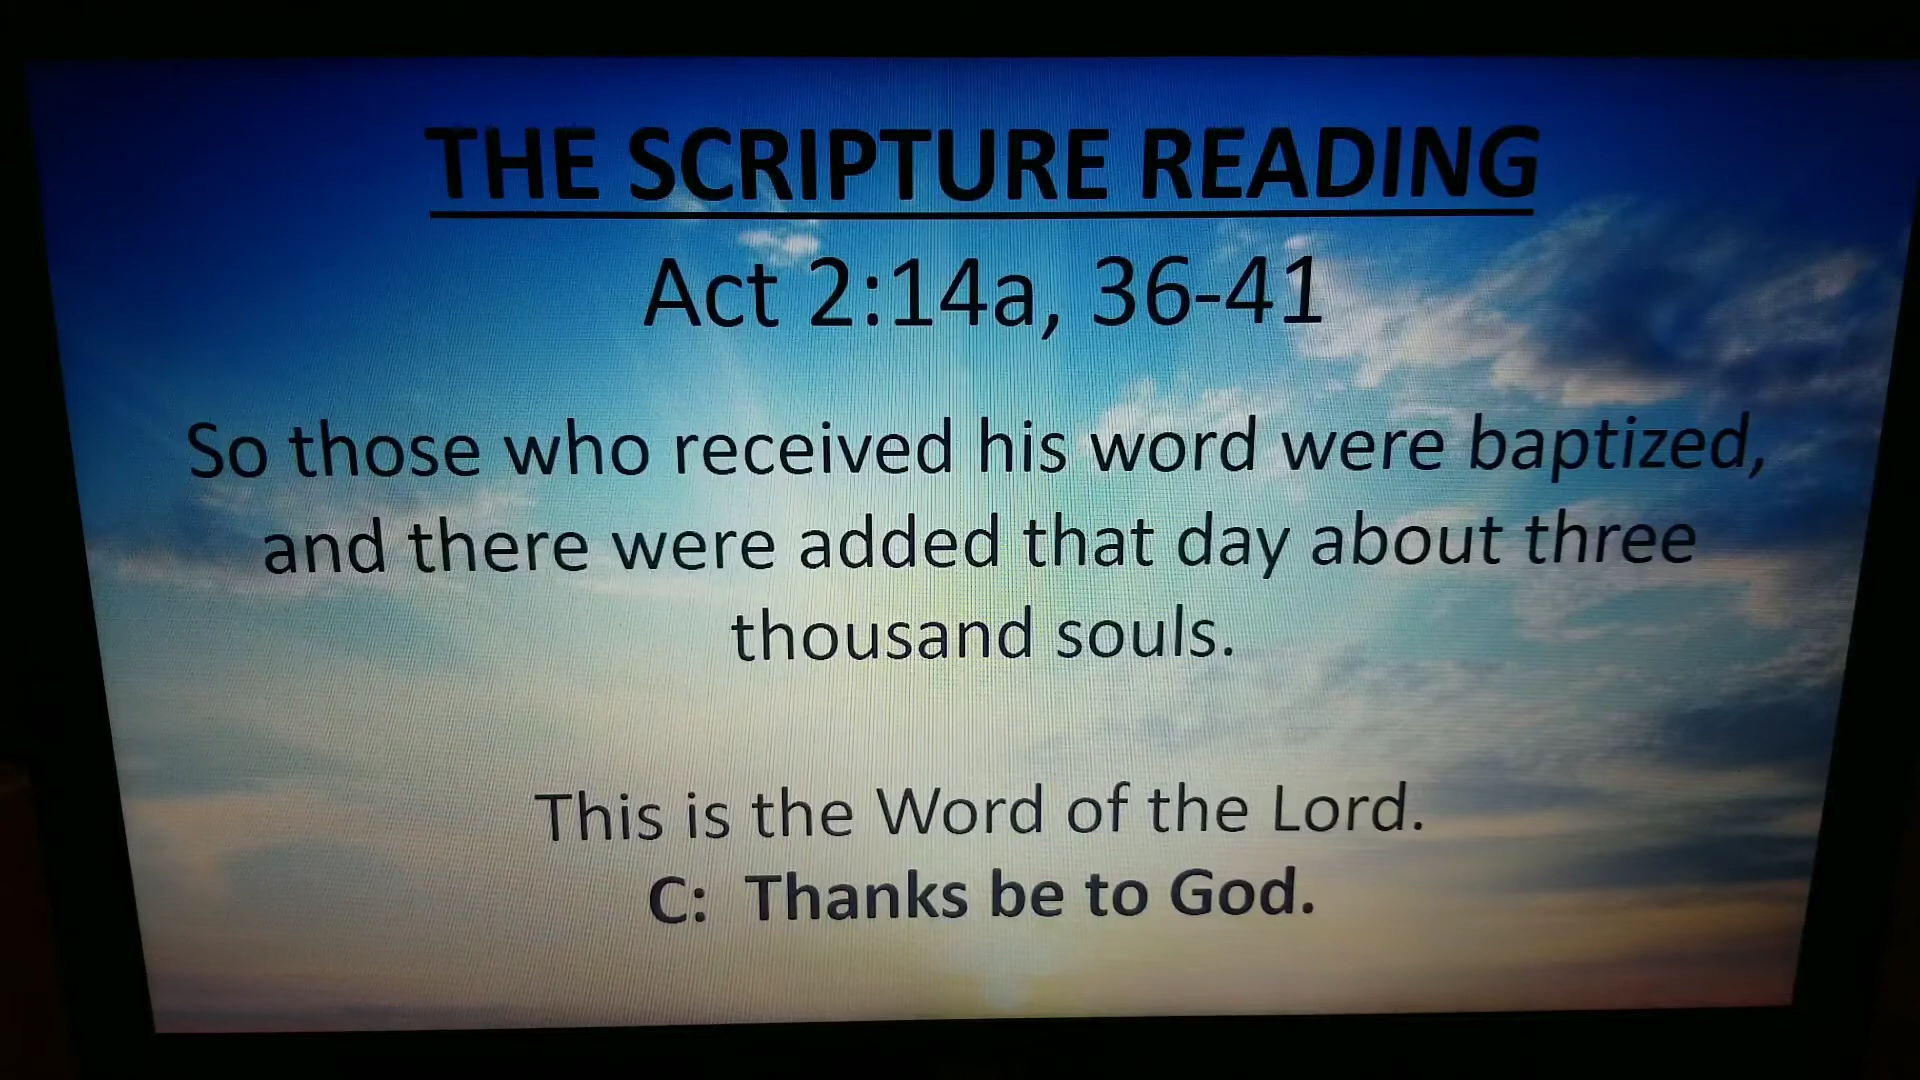 THE SCRIPTURE READING
Act 2:14a, 36-41
So those who received his word were baptized,
and there were added that day about three
thousand souls.
This is the Word of the Lord.
C: Thanks be to God.